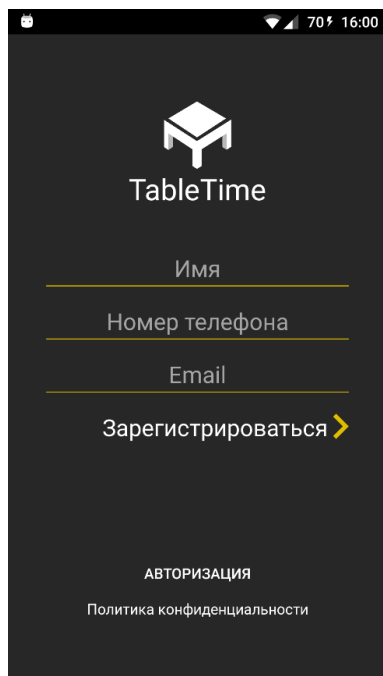 70 16:00
TableTime
Имя
Номер телефона
Email
Зарегистрироваться
АВТОРИЗАЦИЯ
Политика конфиденциальности